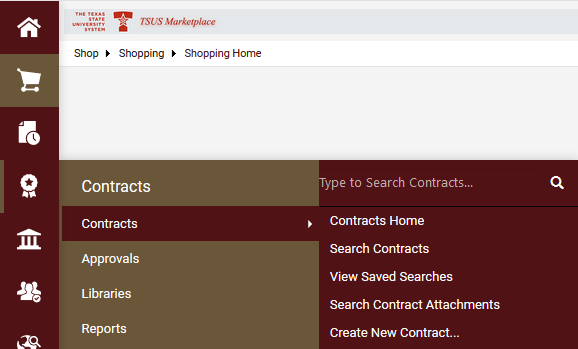 THE TEXAS
STATE
UNIVERSITY
SYSTEM
TSUS Marketplace
Shop Shopping Shopping Home
Contracts
Type to Search Contracts...
Contracts
Approvals
Libraries
Reports
Contracts Home
Search Contracts
View Saved Searches
Search Contract Attachments
Create New Contract...